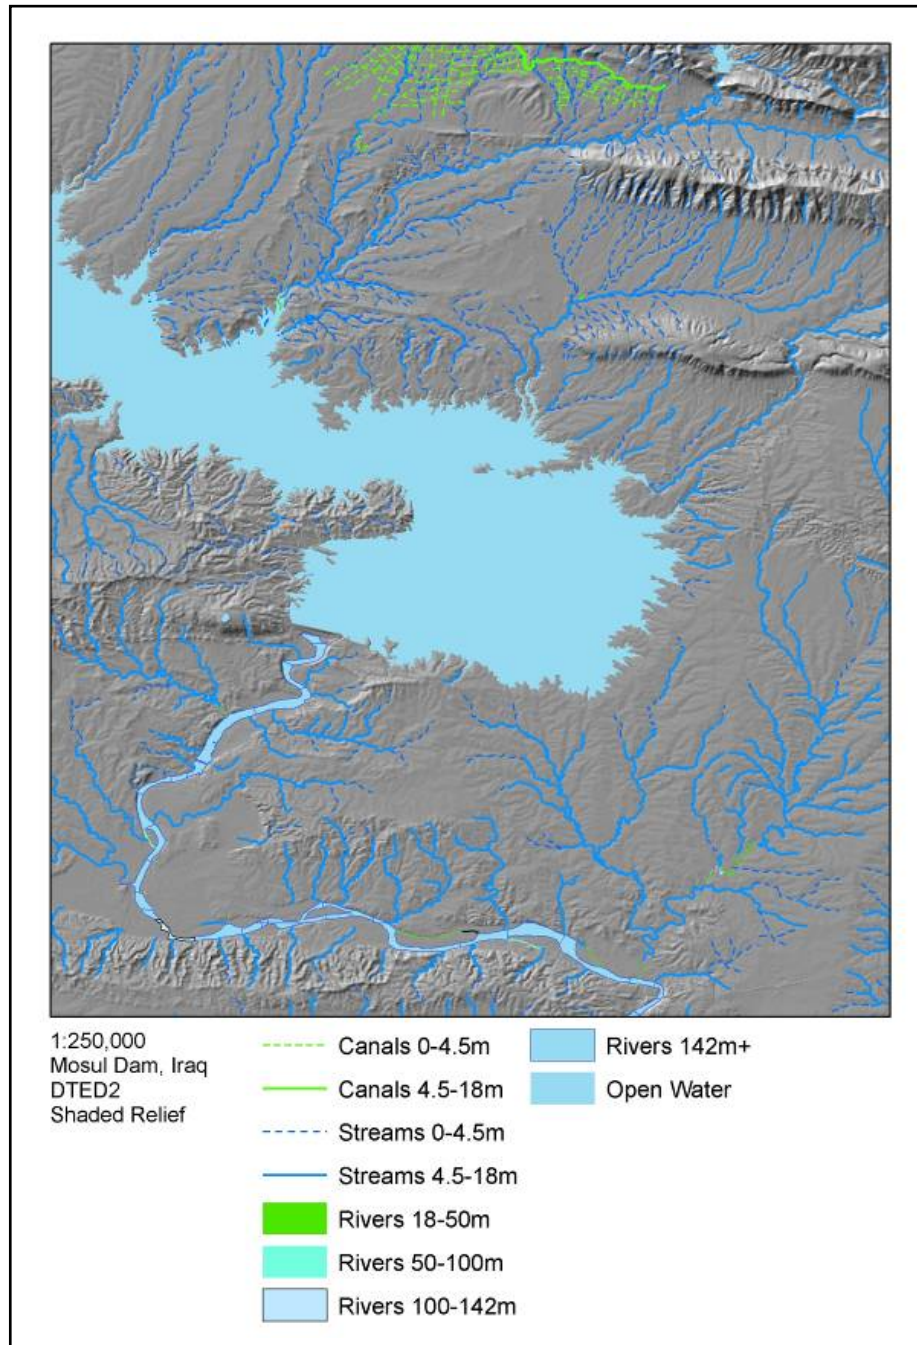 1:250,000
Mosul Dam, Iraq
DTED2
Shaded Relief
Canals 0-4.5m
Canals 4.5-18m
Streams 0-4.5m
Streams 4.5-18m
Rivers 18-50m
Rivers 50-100m
Rivers 100-142m
Rivers 142m+
Open Water